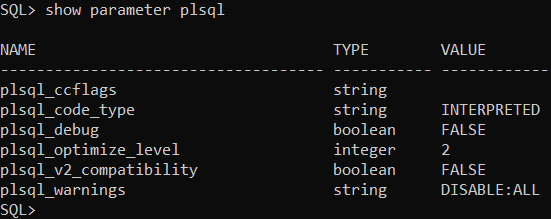 SQL> show parameter plsql
NAME TYPE VALUE
------------------------------------ ----------- ------------
plsql_ccflags string
plsql_code_type string INTERPRETED
plsql_debug boolean FALSE
plsql_optimize_level integer 2
plsql_v2_compatibility boolean FALSE
plsql_warnings string DISABLE:ALL
SQL>